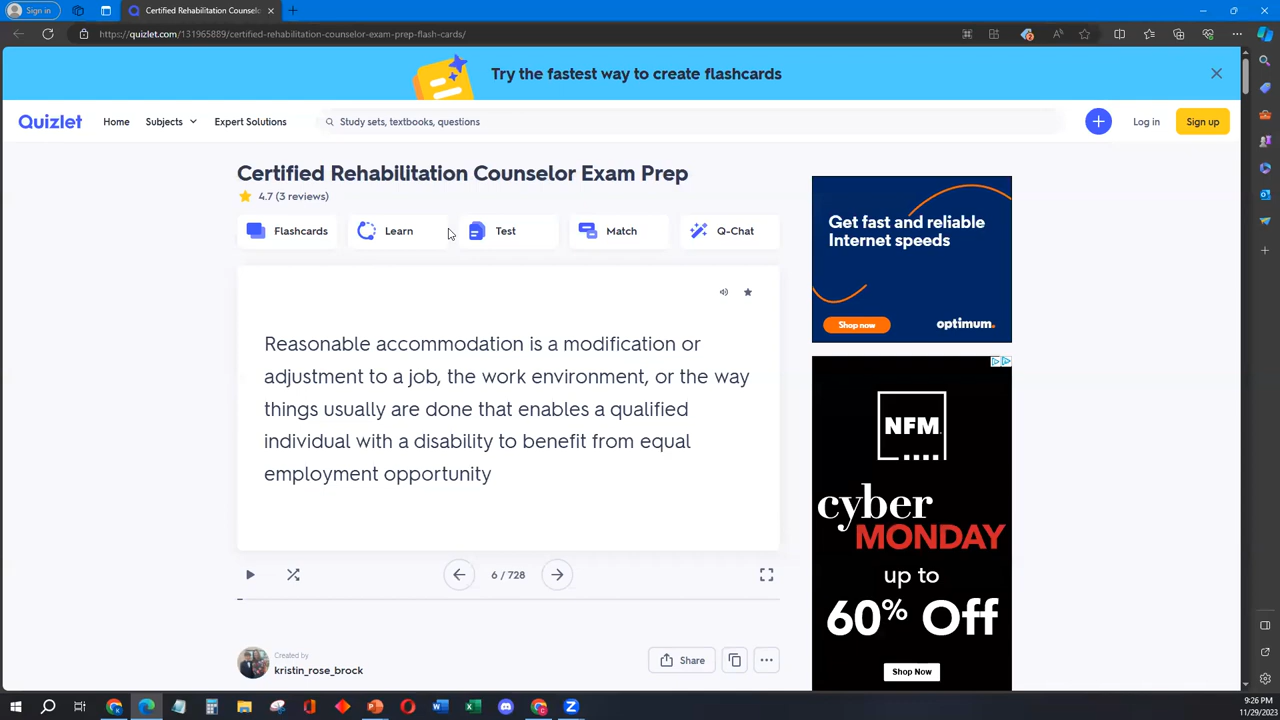 Sign in
Certified Rehabilitation Counselo
https://quizlet.com/131965889/certified-rehabilitation-counselor-exam-prep-flash-cards/
Try the fastest way to create flashcards
Quizlet
Home
Subjects
Expert Solutions
Study sets, textbooks, questions
Log in
Sign up
Certified Rehabilitation Counselor Exam Prep
4.7 (3 reviews)
Flashcards
Learn
Test
Match
Q-Chat
Reasonable accommodation is a modification or
adjustment to a job, the work environment, or the way
things usually are done that enables a qualified
individual with a disability to benefit from equal
employment opportunity
6 / 728
Created by
kristin_rose_brock
Share
Get fast and reliable
Internet speeds
Shop now
optimum.
NFM
cyber
MONDAY
up to
60% Off
Shop Now
9:26 PM
11/29/2023